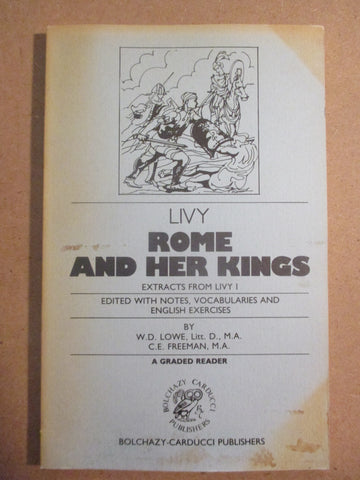 LIVY
ROME
AND HER KINGS
EXTRACTS FROM LIVY I
EDITED WITH NOTES, VOCABULARIES AND
ENGLISH EXERCISES
BY
W.D. LOWE, Litt. D., M.A.
C.E. FREEMAN, M.A.
A GRADED READER
BOLCHAZY CARDUCCI
PUBLISHERS
BOLCHAZY-CARDUCCI PUBLISHERS